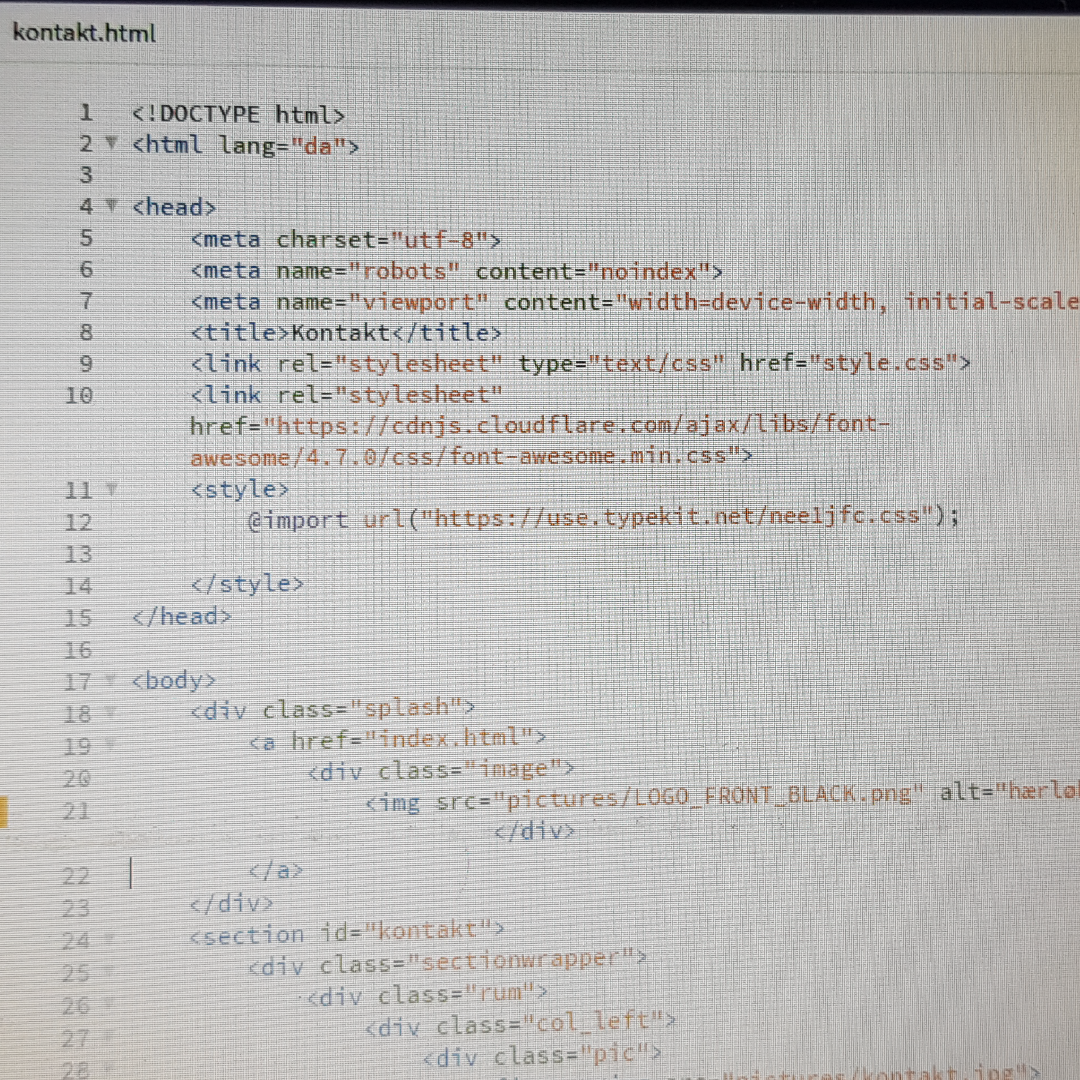 kontakt.html
1 <!DOCTYPE html>
2 <html lang="da">
3
4 <head>
5 <meta charset="utf-8">
6 <meta name="robots" content="noindex">
7 <meta name="viewport" content="width=device-width, initial-scale
8 <title>Kontakt</title>
9 <link rel="stylesheet" type="text/css" href="style.css">
10 <link rel="stylesheet"
href="https://cdnjs.cloudflare.com/ajax/libs/font-
awesome/4.7.0/css/font-awesome.min.css">
11 <style>
12 @import url("https://use.typekit.net/neeljfc.css");
13
14 </style>
15 </head>
16
17 <body>
18 <div class="splash">
19 <a href="index.html">
20 <div class="image">
21 <img src="pictures/LOGO_FRONT_BLACK.png" alt="hærlø
</div>
22 </a>
23 </div>
24 <section id="kontakt">
25 <div class="sectionwrapper">
26 <div class="rum">
27 <div class="col_left">
28 <div class="pic">
"pictures/kontakt.jpg">